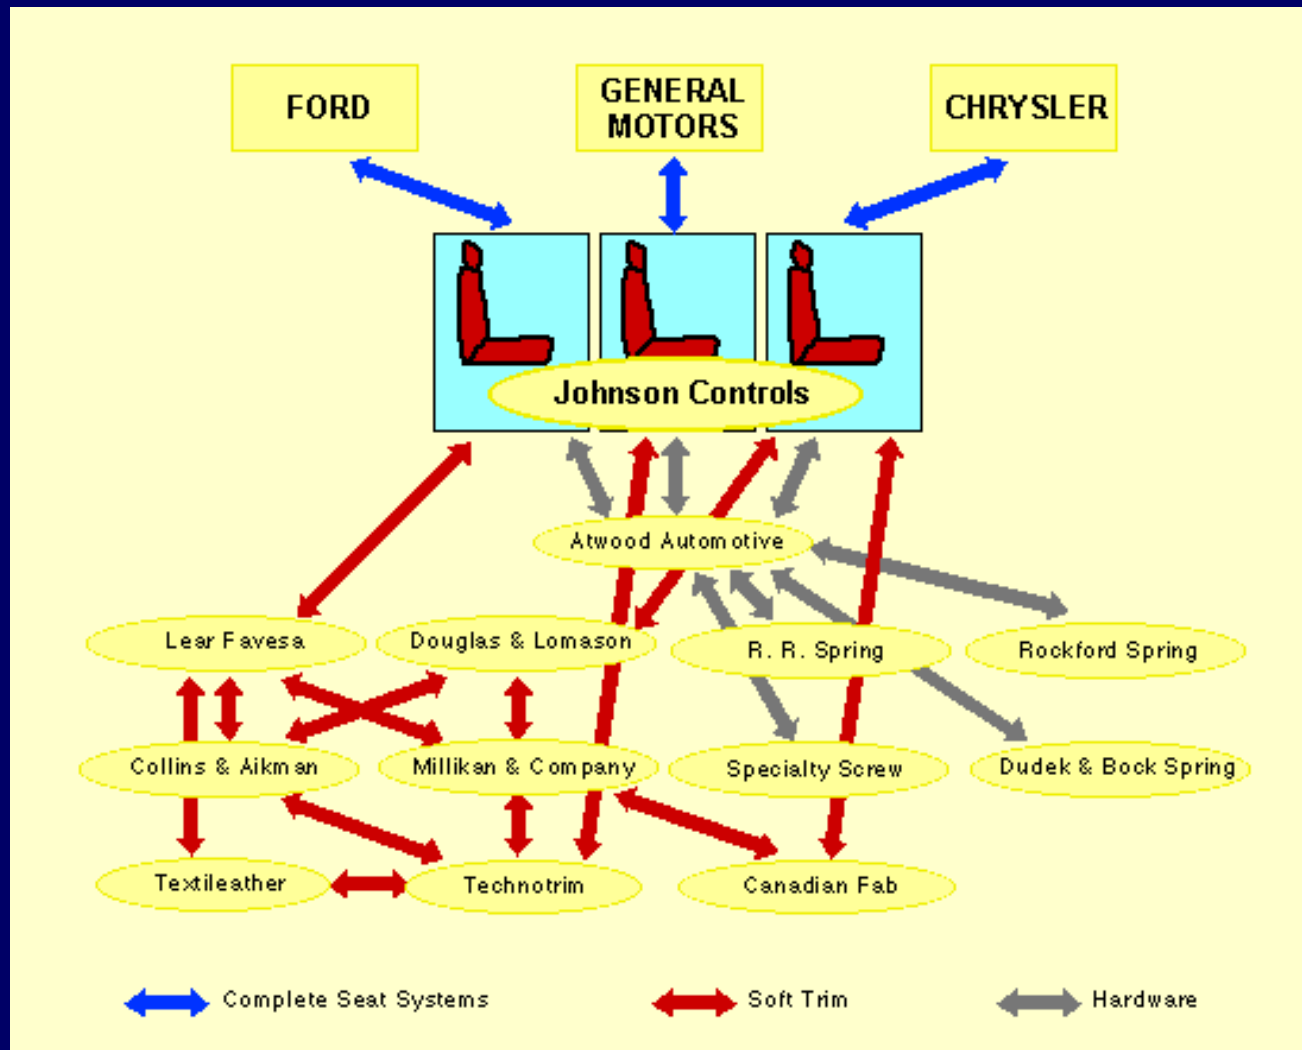 FORD
GENERAL
MOTORS
CHRYSLER
Johnson Controls
Atwood Automotive
Lear Favesa
Douglas & Lomason
R. R. Spring
Rockford Spring
Collins & Aikman
Millikan & Company
Specialty Screw
Dudek & Bock Spring
Textileather
Technotrim
Canadian Fab
Complete Seat Systems
Soft Trim
Hardware